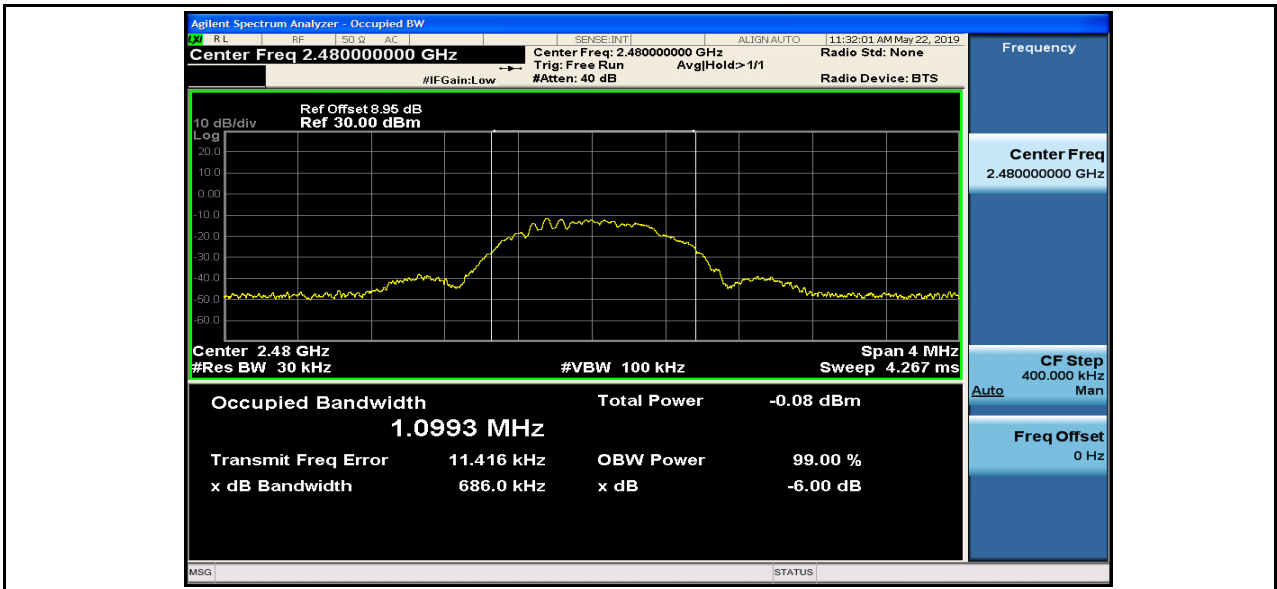 Agilent Spectrum Analyzer - Occupied BW
LXI RL RF 50 Ω AC SENSE:INT ALIGN AUTO 11:32:01 AM May 22, 2019
Center Freq 2.480000000 GHz
Center Freq: 2.480000000 GHz
Radio Std: None
Trig: Free Run
Avg|Hold:>1/1
#IFGain:Low
#Atten: 40 dB
Radio Device: BTS
Ref Offset 8.95 dB
10 dB/div Ref 30.00 dBm
Log
20.0
10.0
0.00
-10.0
-20.0
-30.0
-40.0
-50.0
-60.0
Center 2.48 GHz Span 4 MHz
#Res BW 30 kHz #VBW 100 kHz Sweep 4.267 ms
Occupied Bandwidth Total Power -0.08 dBm
1.0993 MHz
Transmit Freq Error 11.416 kHz OBW Power 99.00 %
x dB Bandwidth 686.0 kHz x dB -6.00 dB
MSG STATUS
Frequency
Center Freq
2.480000000 GHz
CF Step
400.000 kHz
Auto Man
Freq Offset
0 Hz